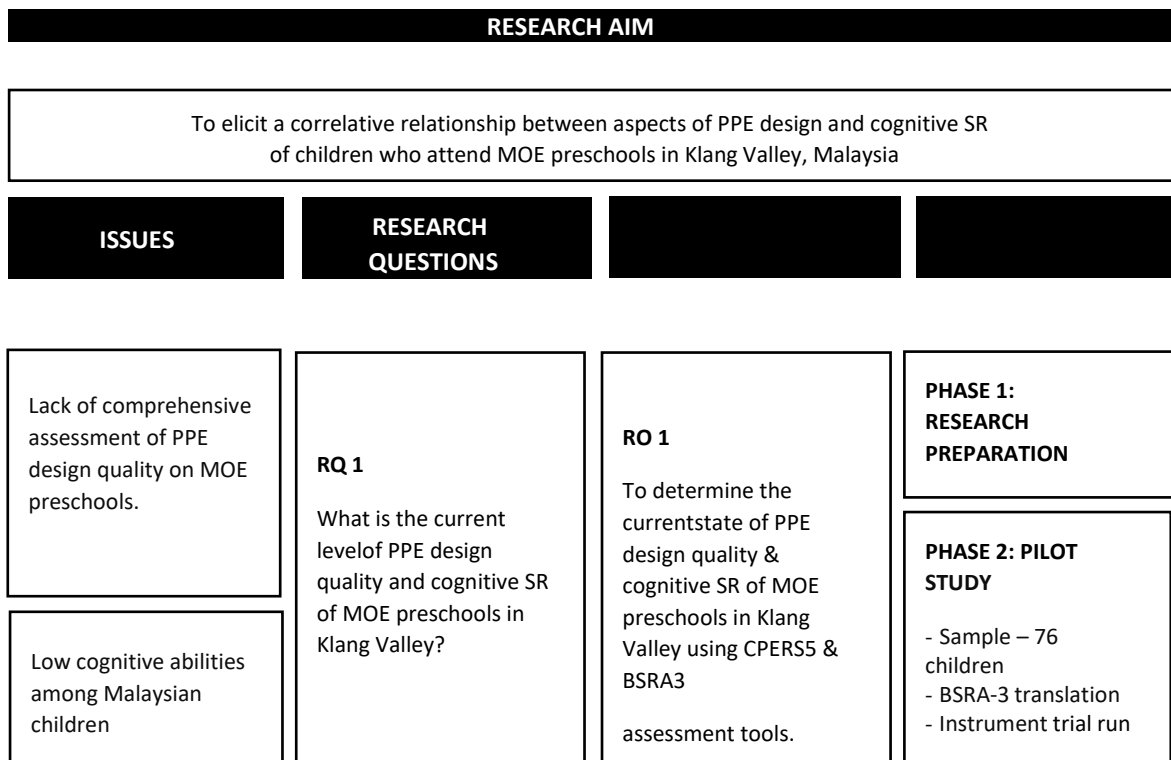 RESEARCH AIM
To elicit a correlative relationship between aspects of PPE design and cognitive SR
of children who attend MOE preschools in Klang Valley, Malaysia
ISSUES
RESEARCH
QUESTIONS
Lack of comprehensive
assessment of PPE
design quality on MOE
preschools.
Low cognitive abilities
among Malaysian
children
RQ 1
What is the current
levelof PPE design
quality and cognitive SR
of MOE preschools in
Klang Valley?
RO 1
To determine the
currentstate of PPE
design quality &
cognitive SR of MOE
preschools in Klang
Valley using CPERS5 &
BSRA3
assessment tools.
PHASE 1:
RESEARCH
PREPARATION
PHASE 2: PILOT
STUDY
- Sample – 76
children
- BSRA-3 translation
- Instrument trial run